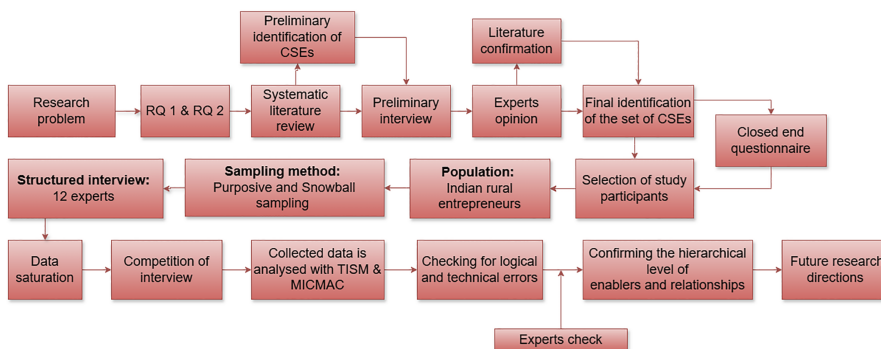 Preliminary
identification of
CSEs
Literature
confirmation
Research
problem
RQ 1 & RQ 2
Systematic
literature
review
Preliminary
interview
Experts
opinion
Final identification
of the set of CSEs
Closed end
questionnaire
Structured interview:
12 experts
Sampling method:
Purposive and Snowball
sampling
Population:
Indian rural
entrepreneurs
Selection of study
participants
Data
saturation
Competition of
interview
Collected data is
analysed with TISM &
MICMAC
Checking for logical
and technical errors
Confirming the hierarchical
level of
enablers and relationships
Future research
directions
Experts check